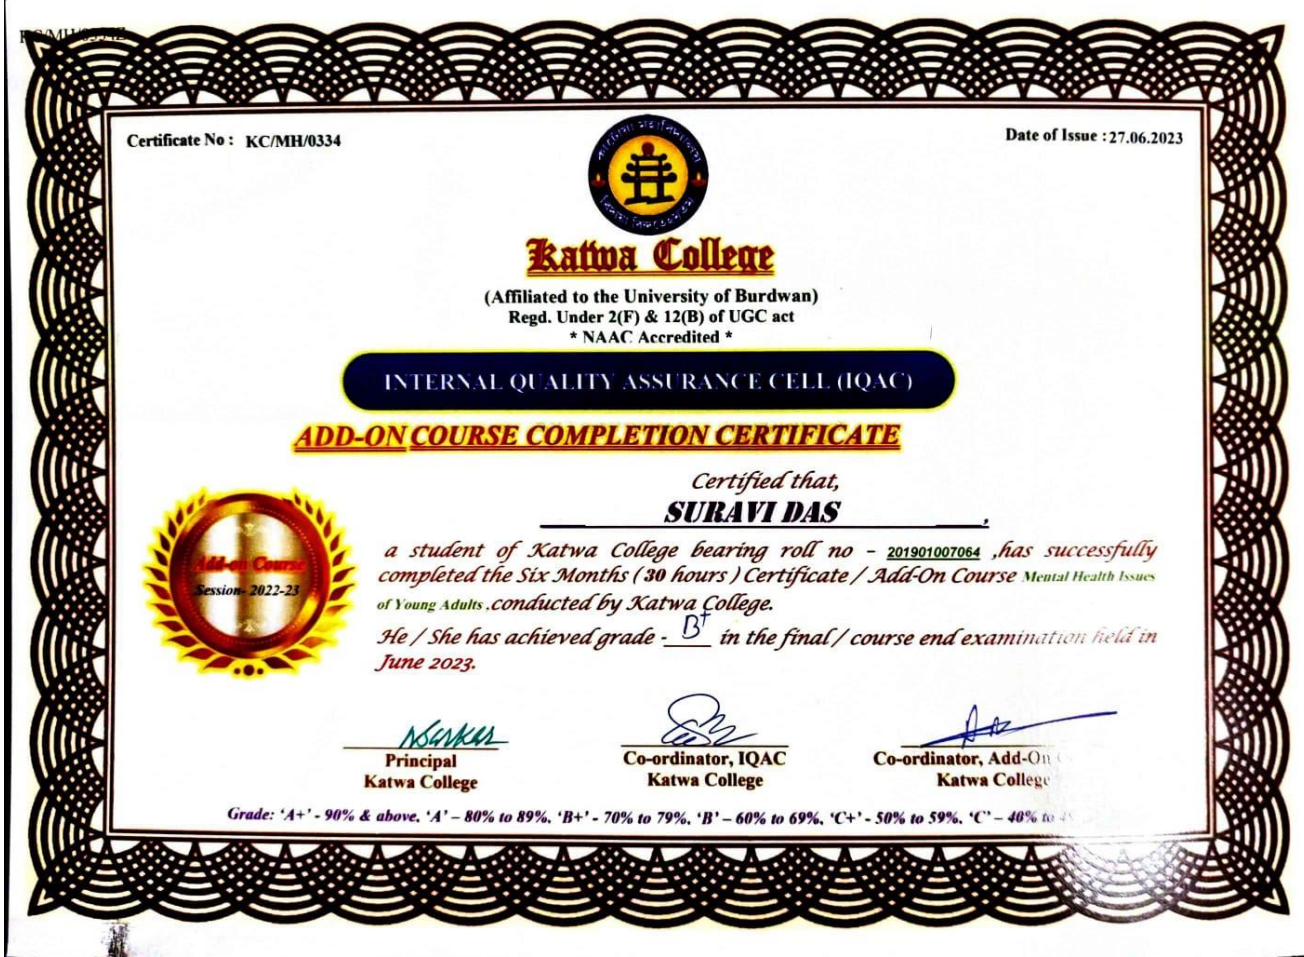 Certificate No : KC/MH/0334
Date of Issue : 27.06.2023
Katwa College
(Affiliated to the University of Burdwan)
Regd. Under 2(F) & 12(B) of UGC act
* NAAC Accredited *
INTERNAL QUALITY ASSURANCE CELL (IQAC)
ADD-ON COURSE COMPLETION CERTIFICATE
Certified that,
SURAVI DAS ,
Add-on Course
Session- 2022-23
a student of Katwa College bearing roll no - 201901007064 ,has successfully
completed the Six Months ( 30 hours ) Certificate / Add-On Course Mental Health Issues
of Young Adults ,conducted by Katwa College.
He / She has achieved grade - B+ in the final / course end examination held in
June 2023.
Principal
Katwa College
Co-ordinator, IQAC
Katwa College
Co-ordinator, Add-On
Katwa College
Grade: 'A+' - 90% & above, 'A' – 80% to 89%, 'B+' - 70% to 79%, 'B' – 60% to 69%, 'C+' - 50% to 59%, 'C' – 40% to